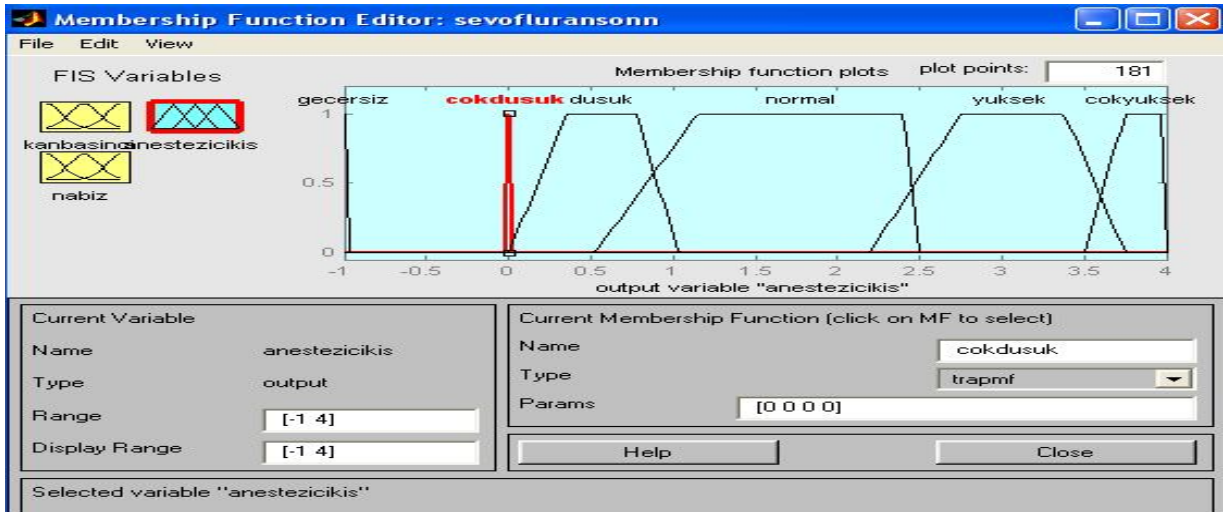 Membership Function Editor: sevofluransonn
File Edit View
FIS Variables
Membership function plots plot points: 181
gecersiz cokdusuk dusuk normal yuksek cokyuksek
kanbasinci anestezicikis
nabiz
1
0.5
0
-1 -0.5 0 0.5 1 1.5 2 2.5 3 3.5 4
output variable "anestezicikis"
Current Variable
Name anestezicikis
Type output
Range [-1 4]
Display Range [-1 4]
Current Membership Function (click on MF to select)
Name cokdusuk
Type trapmf
Params [0 0 0 0]
Help Close
Selected variable "anestezicikis"